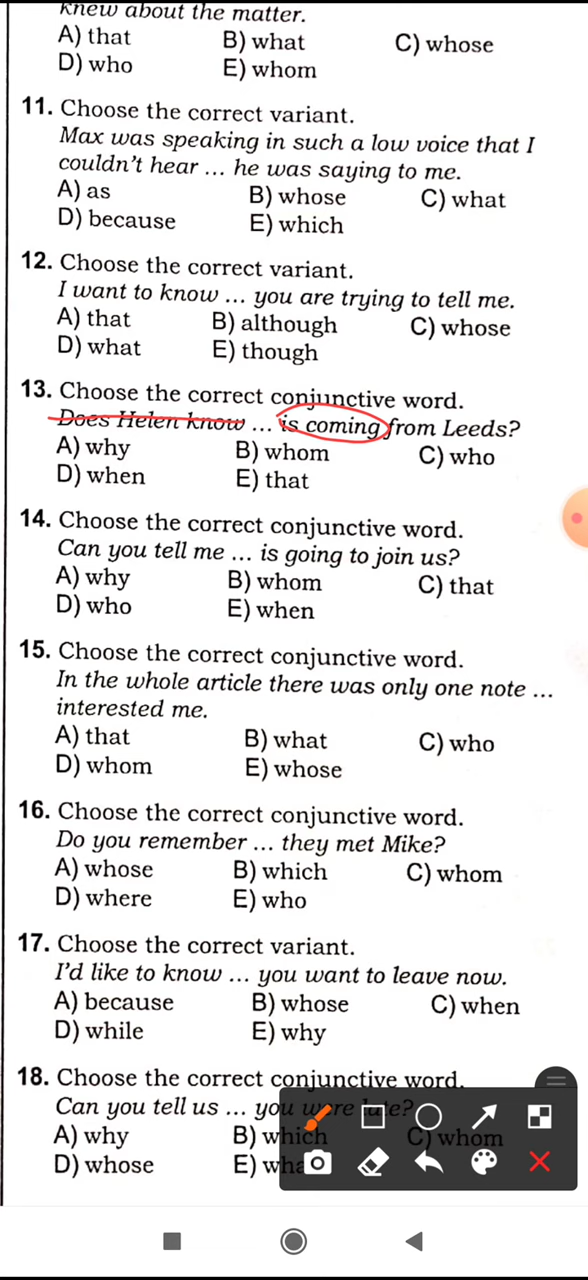 knew about the matter.
A) that B) what C) whose
D) who E) whom
11. Choose the correct variant.
Max was speaking in such a low voice that I
couldn't hear ... he was saying to me.
A) as B) whose C) what
D) because E) which
12. Choose the correct variant.
I want to know ... you are trying to tell me.
A) that B) although C) whose
D) what E) though
13. Choose the correct conjunctive word.
Does Helen know ... is coming from Leeds?
A) why B) whom C) who
D) when E) that
14. Choose the correct conjunctive word.
Can you tell me ... is going to join us?
A) why B) whom C) that
D) who E) when
15. Choose the correct conjunctive word.
In the whole article there was only one note ...
interested me.
A) that B) what C) who
D) whom E) whose
16. Choose the correct conjunctive word.
Do you remember ... they met Mike?
A) whose B) which C) whom
D) where E) who
17. Choose the correct variant.
I'd like to know ... you want to leave now.
A) because B) whose C) when
D) while E) why
18. Choose the correct conjunctive word.
Can you tell us ... you were late?
A) why B) which C) whom
D) whose E)